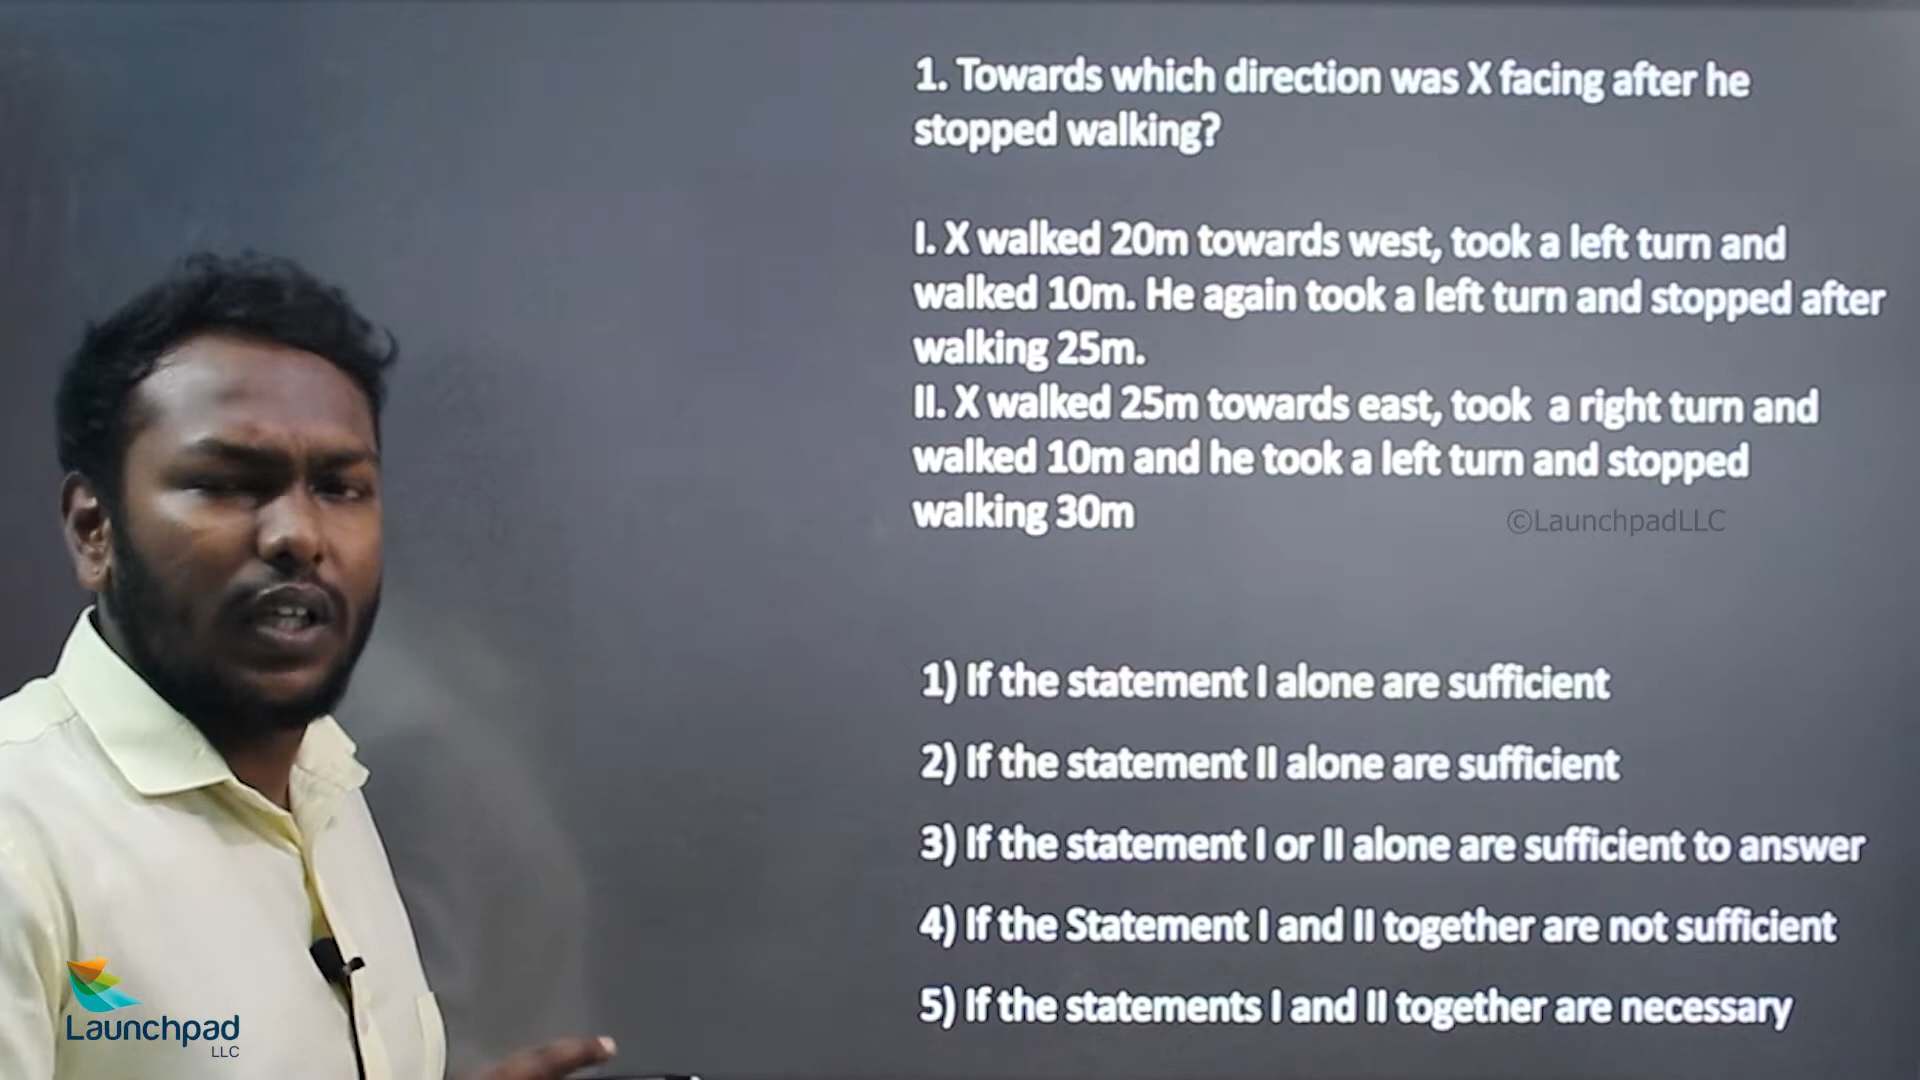 1. Towards which direction was X facing after he
stopped walking?
I. X walked 20m towards west, took a left turn and
walked 10m. He again took a left turn and stopped after
walking 25m.
II. X walked 25m towards east, took  a right turn and
walked 10m and he took a left turn and stopped
walking 30m
©LaunchpadLLC
1) If the statement I alone are sufficient
2) If the statement II alone are sufficient
3) If the statement I or II alone are sufficient to answer
4) If the Statement I and II together are not sufficient
5) If the statements I and II together are necessary
Launchpad
LLC